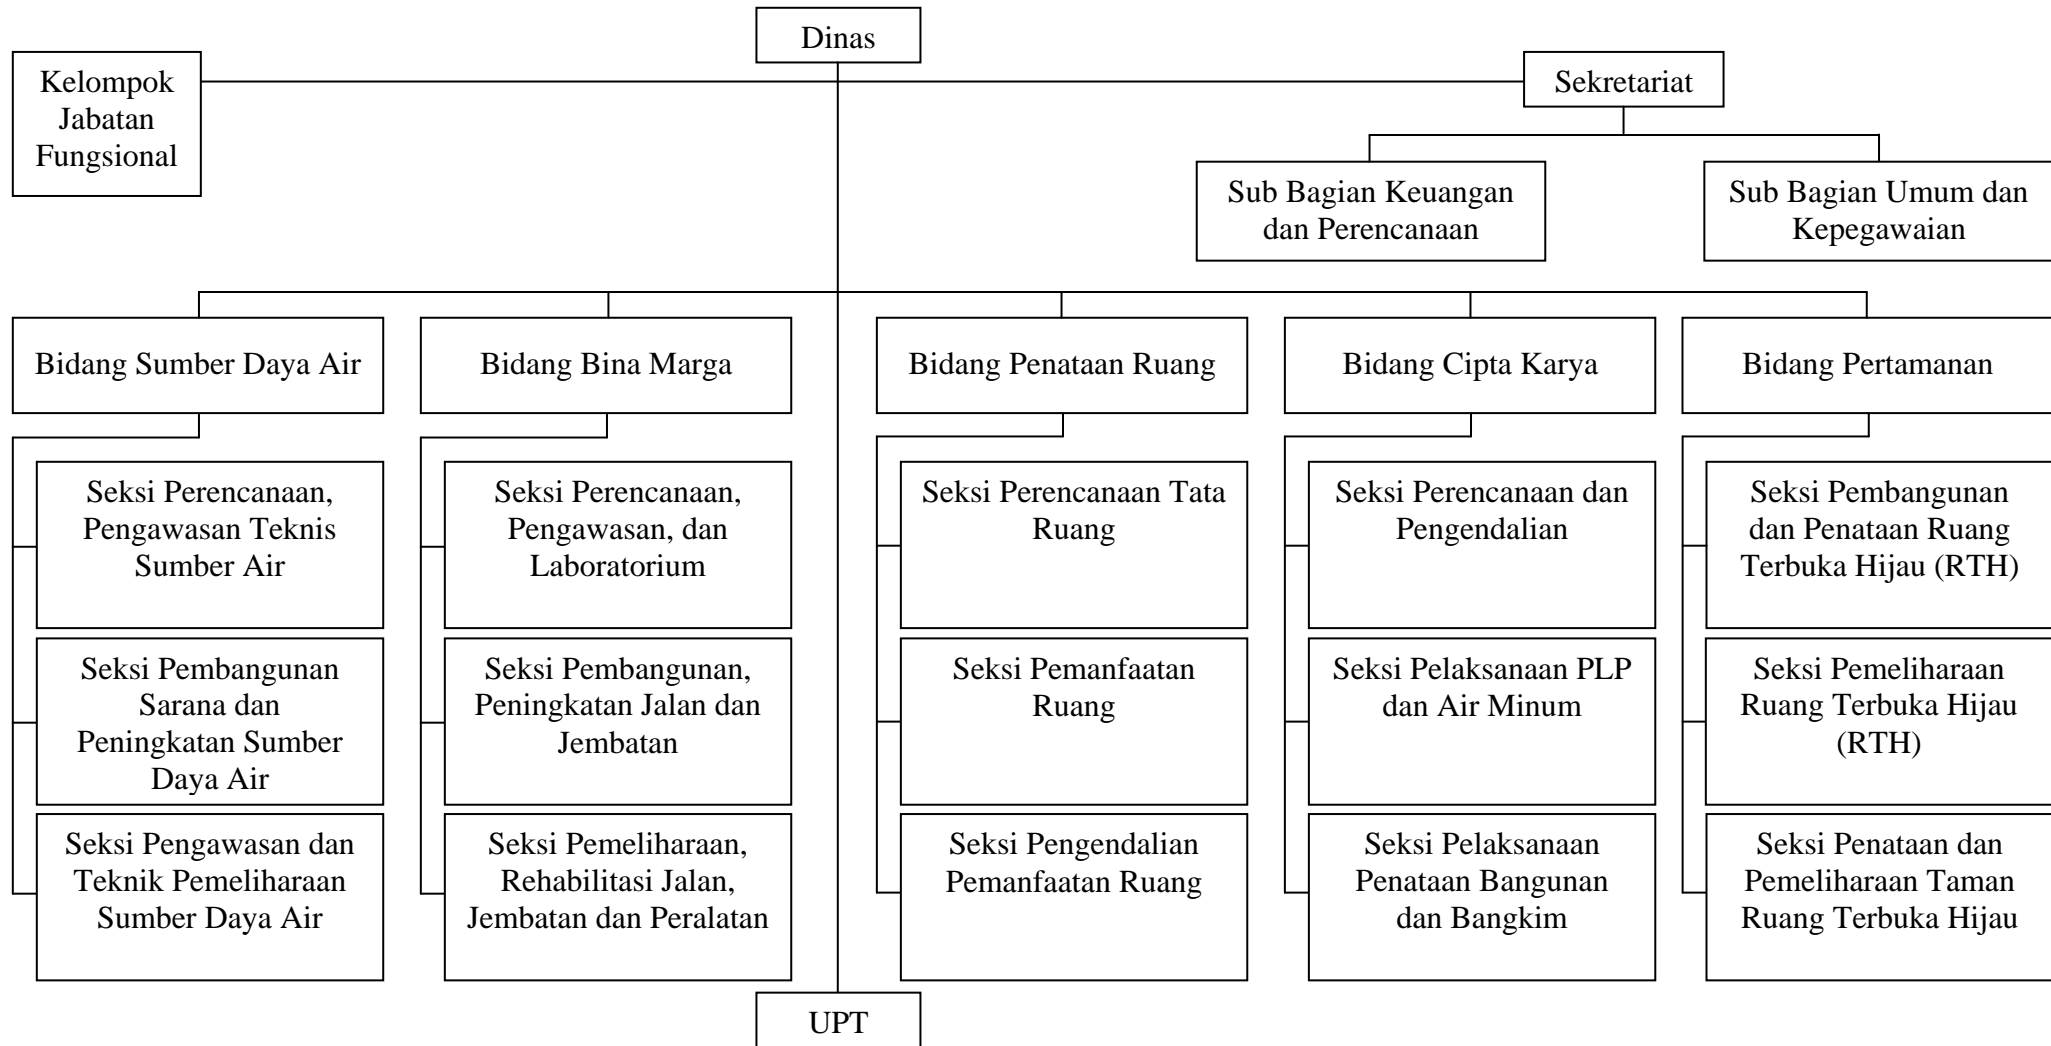 Dinas
Kelompok
Jabatan
Fungsional
Sekretariat
Sub Bagian Keuangan
dan Perencanaan
Sub Bagian Umum dan
Kepegawaian
Bidang Sumber Daya Air
Bidang Bina Marga
Bidang Penataan Ruang
Bidang Cipta Karya
Bidang Pertamanan
Seksi Perencanaan,
Pengawasan Teknis
Sumber Air
Seksi Perencanaan,
Pengawasan, dan
Laboratorium
Seksi Perencanaan Tata
Ruang
Seksi Perencanaan dan
Pengendalian
Seksi Pembangunan
dan Penataan Ruang
Terbuka Hijau (RTH)
Seksi Pembangunan
Sarana dan
Peningkatan Sumber
Daya Air
Seksi Pembangunan,
Peningkatan Jalan dan
Jembatan
Seksi Pemanfaatan
Ruang
Seksi Pelaksanaan PLP
dan Air Minum
Seksi Pemeliharaan
Ruang Terbuka Hijau
(RTH)
Seksi Pengawasan dan
Teknik Pemeliharaan
Sumber Daya Air
Seksi Pemeliharaan,
Rehabilitasi Jalan,
Jembatan dan Peralatan
Seksi Pengendalian
Pemanfaatan Ruang
Seksi Pelaksanaan
Penataan Bangunan
dan Bangkim
Seksi Penataan dan
Pemeliharaan Taman
Ruang Terbuka Hijau
UPT